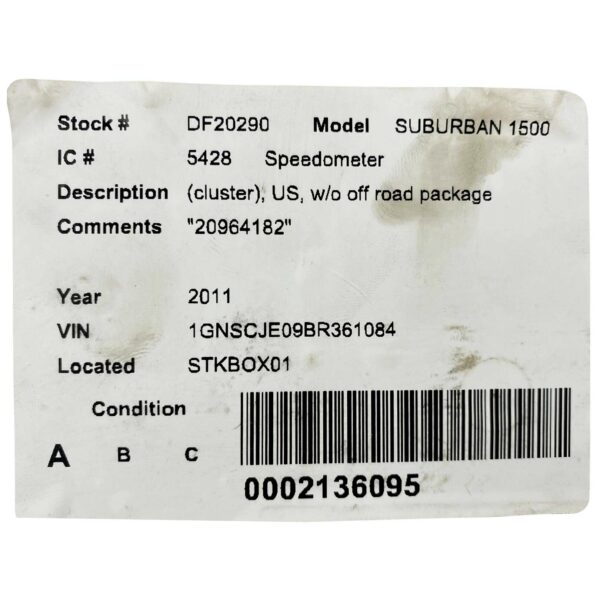 Stock # DF20290 Model SUBURBAN 1500
IC # 5428 Speedometer
Description (cluster), US, w/o off road package
Comments "20964182"
Year 2011
VIN 1GNSCJE09BR361084
Located STKBOX01
Condition
A B C
0002136095